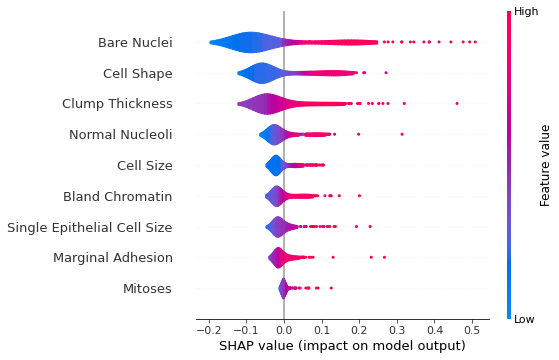 High
Bare Nuclei
Cell Shape
Clump Thickness
Normal Nucleoli
Cell Size
Bland Chromatin
Single Epithelial Cell Size
Marginal Adhesion
Mitoses
Feature value
Low
−0.2 −0.1 0.0 0.1 0.2 0.3 0.4 0.5
SHAP value (impact on model output)